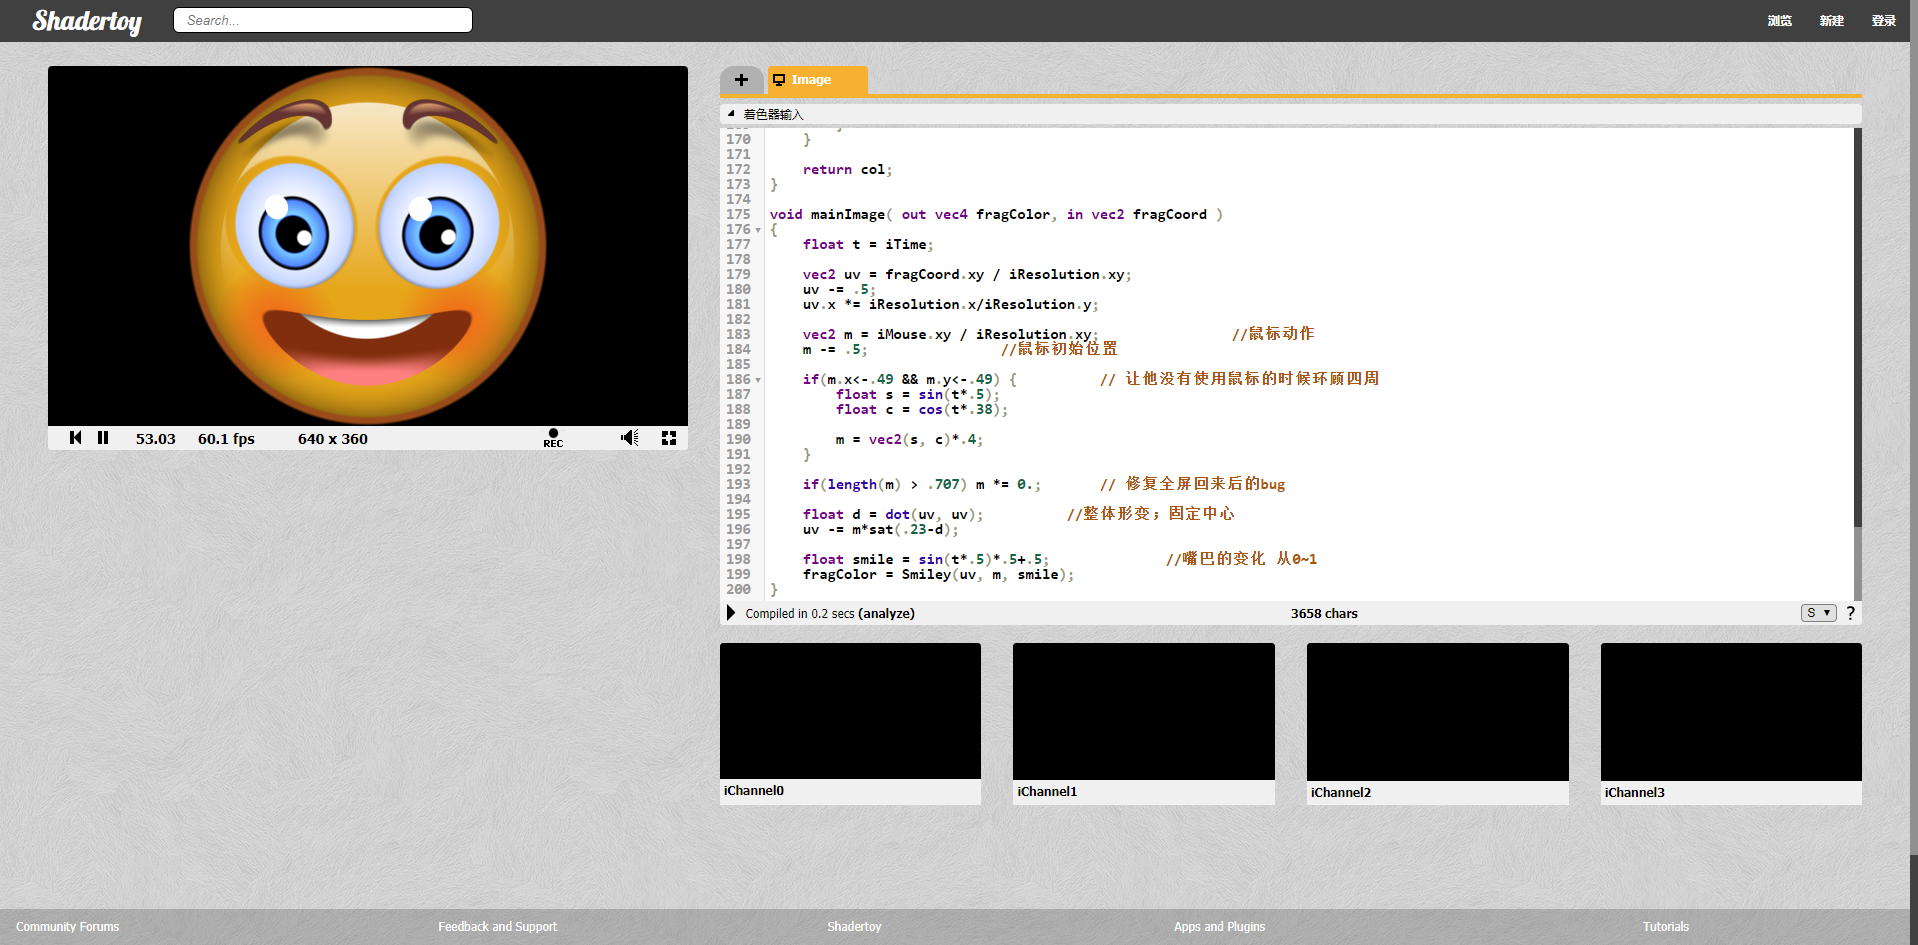 Shadertoy
Search...
浏览 新建 登录
Image
着色器输入
170     }
171
172     return col;
173 }
174
175 void mainImage( out vec4 fragColor, in vec2 fragCoord )
176 {
177     float t = iTime;
178
179     vec2 uv = fragCoord.xy / iResolution.xy;
180     uv -= .5;
181     uv.x *= iResolution.x/iResolution.y;
182
183     vec2 m = iMouse.xy / iResolution.xy;                //鼠标动作
184     m -= .5;                //鼠标初始位置
185
186     if(m.x<-.49 && m.y<-.49) {          // 让他没有使用鼠标的时候环顾四周
187         float s = sin(t*.5);
188         float c = cos(t*.38);
189
190         m = vec2(s, c)*.4;
191     }
192
193     if(length(m) > .707) m *= 0.;       // 修复全屏回来后的bug
194
195     float d = dot(uv, uv);          //整体形变；固定中心
196     uv -= m*sat(.23-d);
197
198     float smile = sin(t*.5)*.5+.5;              //嘴巴的变化 从0~1
199     fragColor = Smiley(uv, m, smile);
200 }
53.03 60.1 fps 640 x 360 REC
Compiled in 0.2 secs (analyze) 3658 chars S ?
iChannel0 iChannel1 iChannel2 iChannel3
Community Forums Feedback and Support Shadertoy Apps and Plugins Tutorials